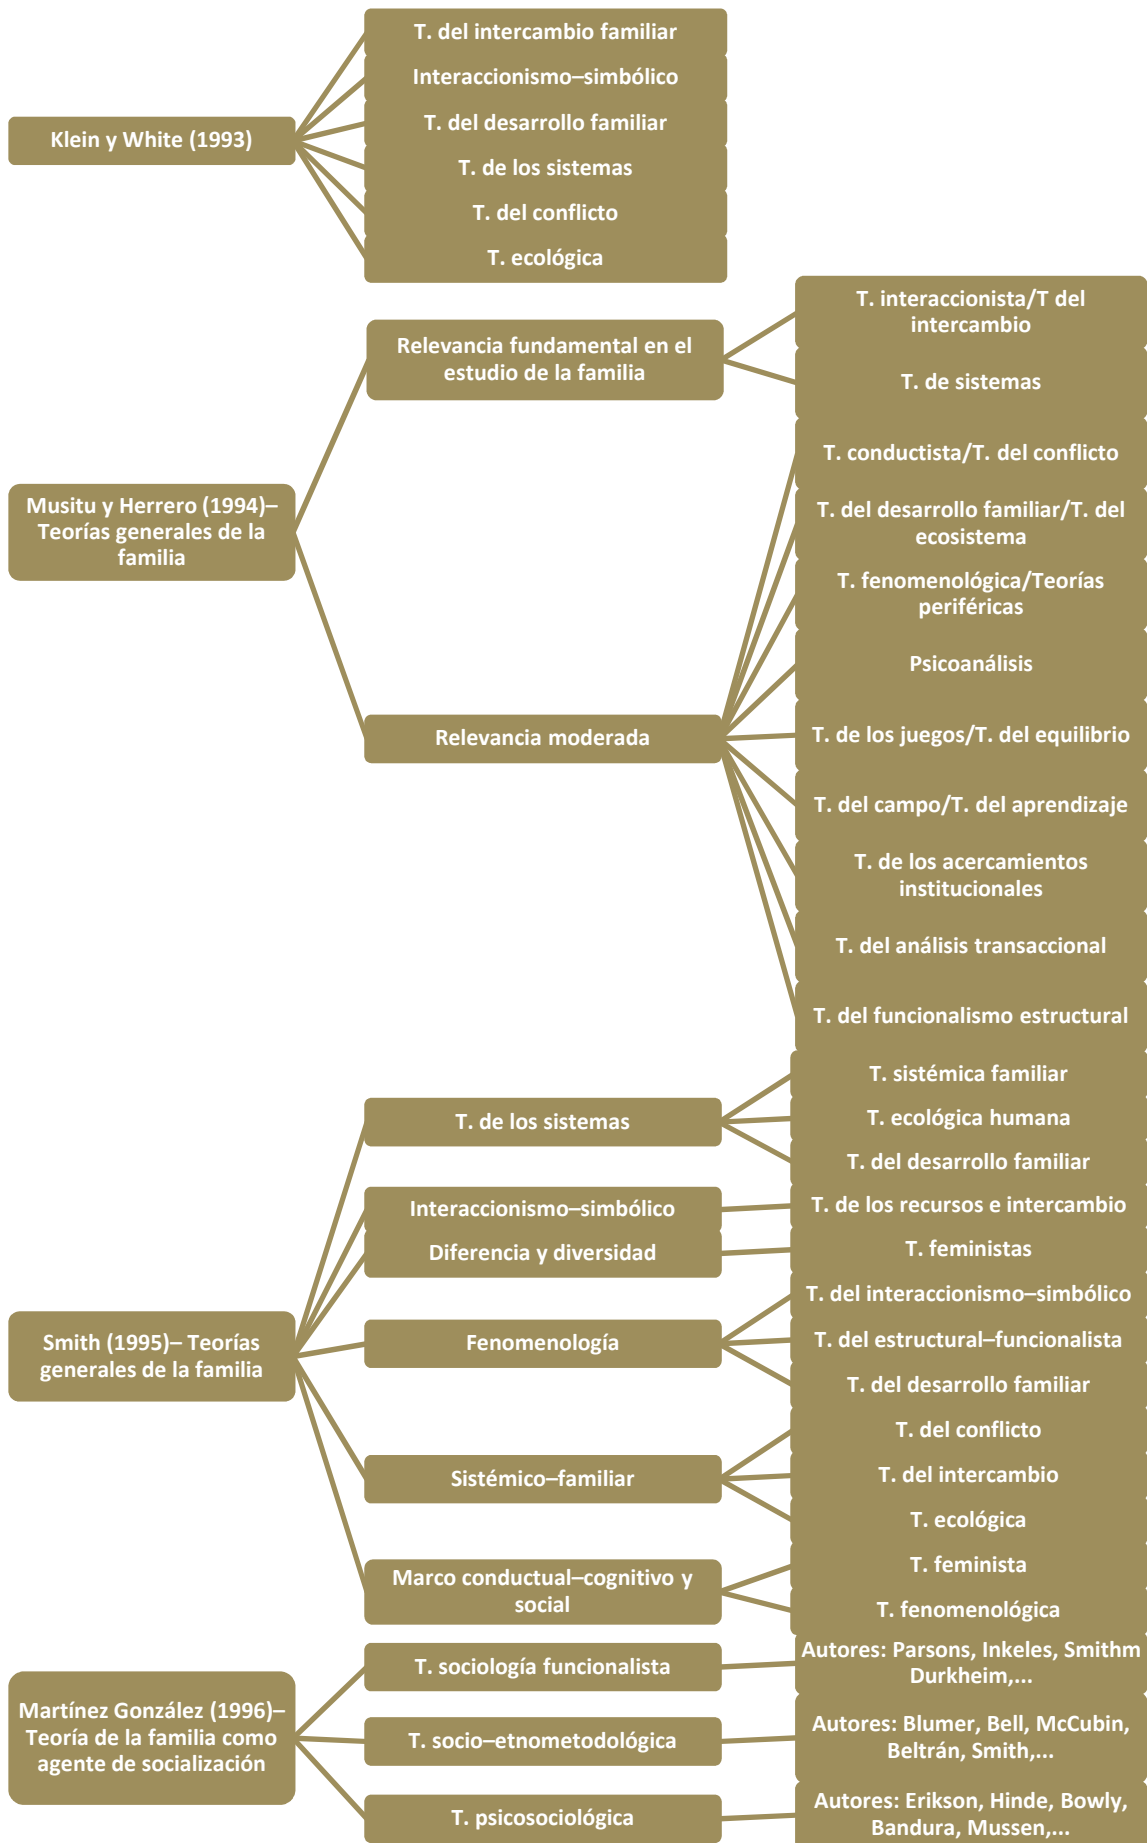 Klein y White (1993)
T. del intercambio familiar
Interaccionismo–simbólico
T. del desarrollo familiar
T. de los sistemas
T. del conflicto
T. ecológica
Musitu y Herrero (1994)–
Teorías generales de la
familia
Relevancia fundamental en el
estudio de la familia
T. interaccionista/T del
intercambio
T. de sistemas
Relevancia moderada
T. conductista/T. del conflicto
T. del desarrollo familiar/T. del
ecosistema
T. fenomenológica/Teorías
periféricas
Psicoanálisis
T. de los juegos/T. del equilibrio
T. del campo/T. del aprendizaje
T. de los acercamientos
institucionales
T. del análisis transaccional
T. del funcionalismo estructural
Smith (1995)– Teorías
generales de la familia
T. de los sistemas
T. sistémica familiar
T. ecológica humana
T. del desarrollo familiar
Interaccionismo–simbólico
T. de los recursos e intercambio
Diferencia y diversidad
T. feministas
Fenomenología
T. del interaccionismo–simbólico
T. del estructural–funcionalista
T. del desarrollo familiar
Sistémico–familiar
T. del conflicto
T. del intercambio
T. ecológica
Marco conductual–cognitivo y
social
T. feminista
T. fenomenológica
Martínez González (1996)–
Teoría de la familia como
agente de socialización
T. sociología funcionalista
Autores: Parsons, Inkeles, Smithm
Durkheim,...
T. socio–etnometodológica
Autores: Blumer, Bell, McCubin,
Beltrán, Smith,...
T. psicosociológica
Autores: Erikson, Hinde, Bowly,
Bandura, Mussen,...